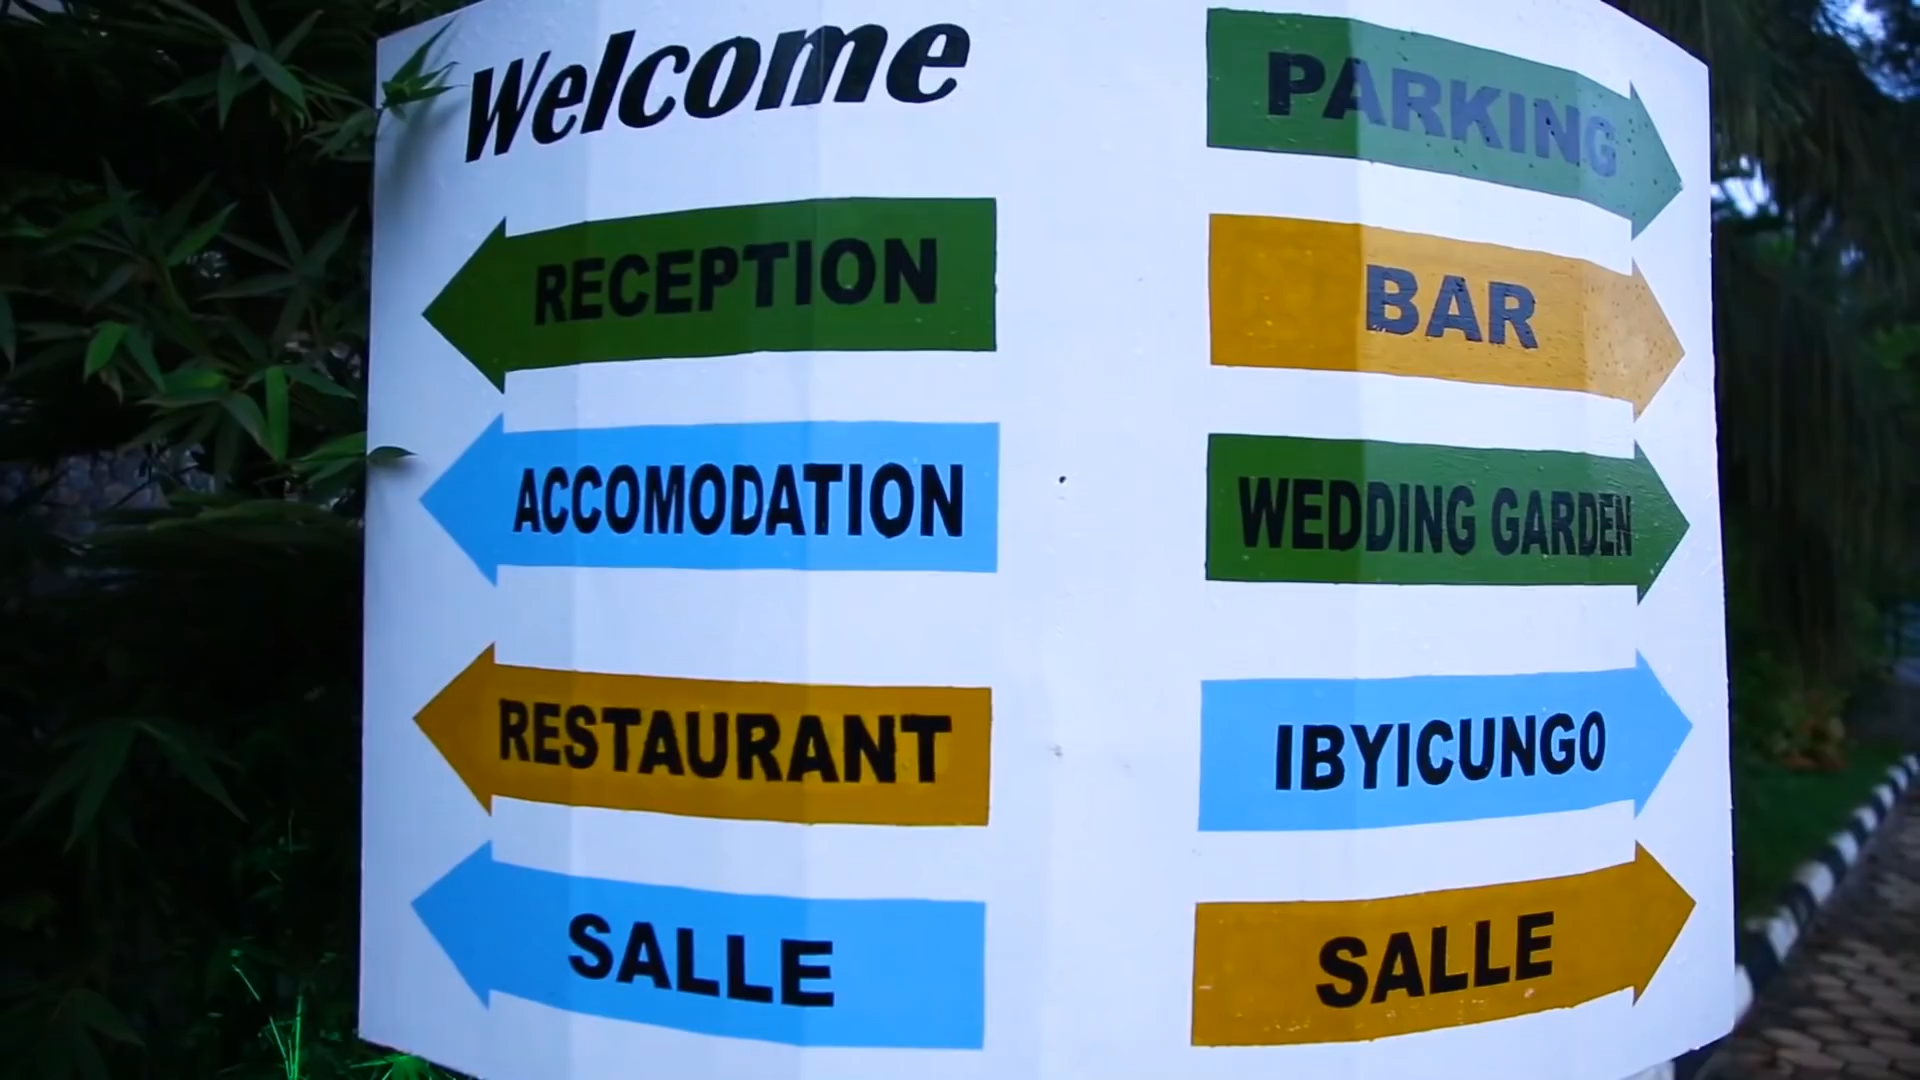 Welcome
RECEPTION
ACCOMODATION
RESTAURANT
SALLE
PARKING
BAR
WEDDING GARDEN
IBYICUNGO
SALLE